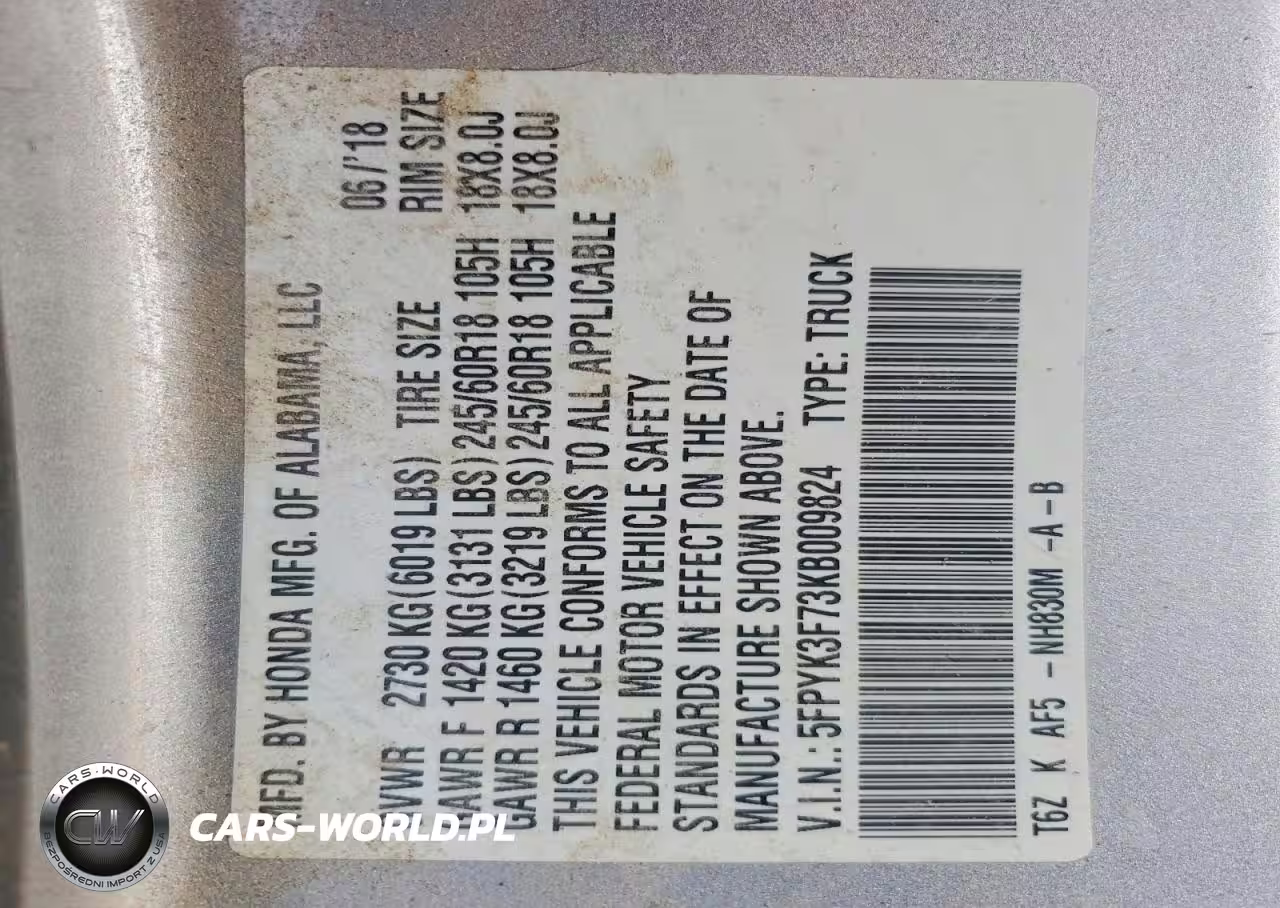 MFD. BY HONDA MFG. OF ALABAMA, LLC
06/'18
GVWR 2730 KG (6019 LBS) TIRE SIZE RIM SIZE
GAWR F 1420 KG (3131 LBS) 245/60R18 105H 18X8.0J
GAWR R 1460 KG (3219 LBS) 245/60R18 105H 18X8.0J
THIS VEHICLE CONFORMS TO ALL APPLICABLE
FEDERAL MOTOR VEHICLE SAFETY
STANDARDS IN EFFECT ON THE DATE OF
MANUFACTURE SHOWN ABOVE.
V.I.N.: 5FPYK3F73KB009824 TYPE: TRUCK
T6Z K AF5 -NH830M -A-B
CARS-WORLD
CW
BEZPOŚREDNI IMPORT Z USA
CARS-WORLD.PL